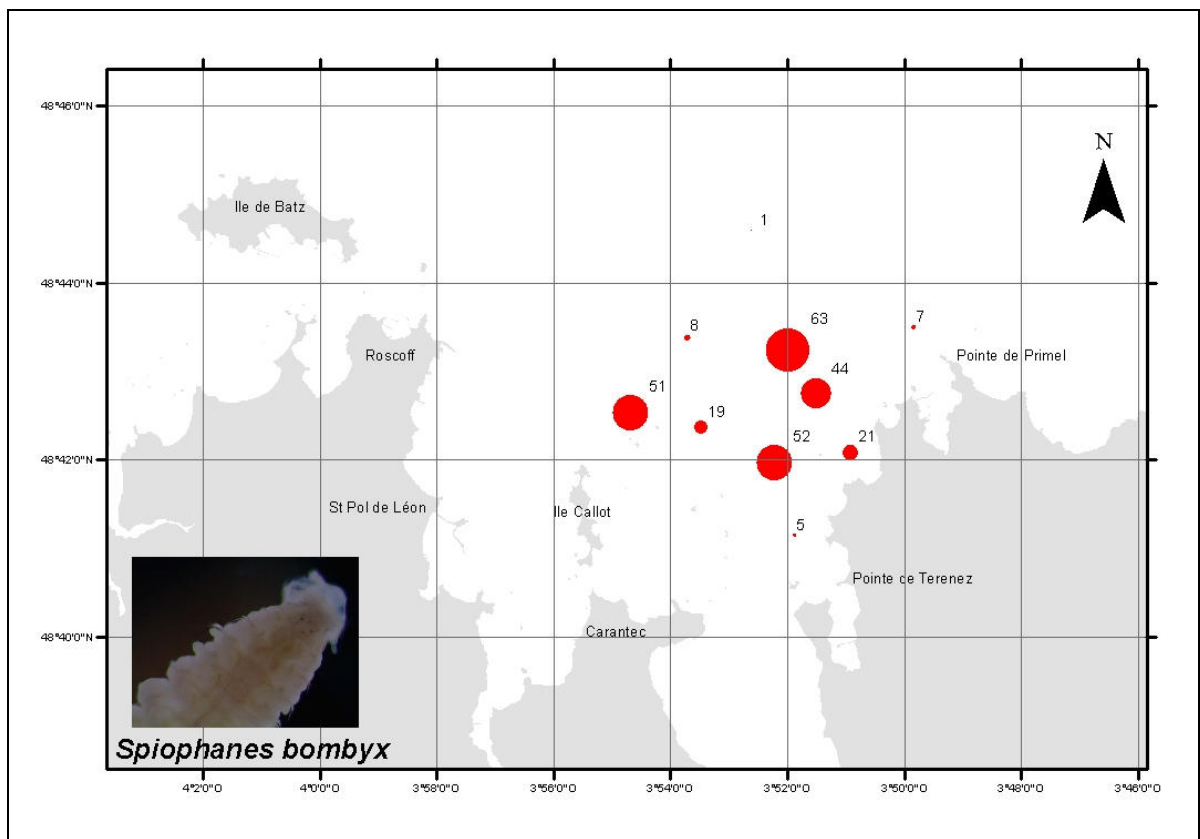 48°46'0"N
N
Ile de Batz
1
48°44'0"N
8
63
7
Roscoff
Pointe de Primel
44
51
19
52
21
48°42'0"N
St Pol de Léon
Ile Callot
5
Pointe de Terenez
Carantec
48°40'0"N
Spiophanes bombyx
4°2'0"O
4°0'0"O
3°58'0"O
3°56'0"O
3°54'0"O
3°52'0"O
3°50'0"O
3°48'0"O
3°46'0"O